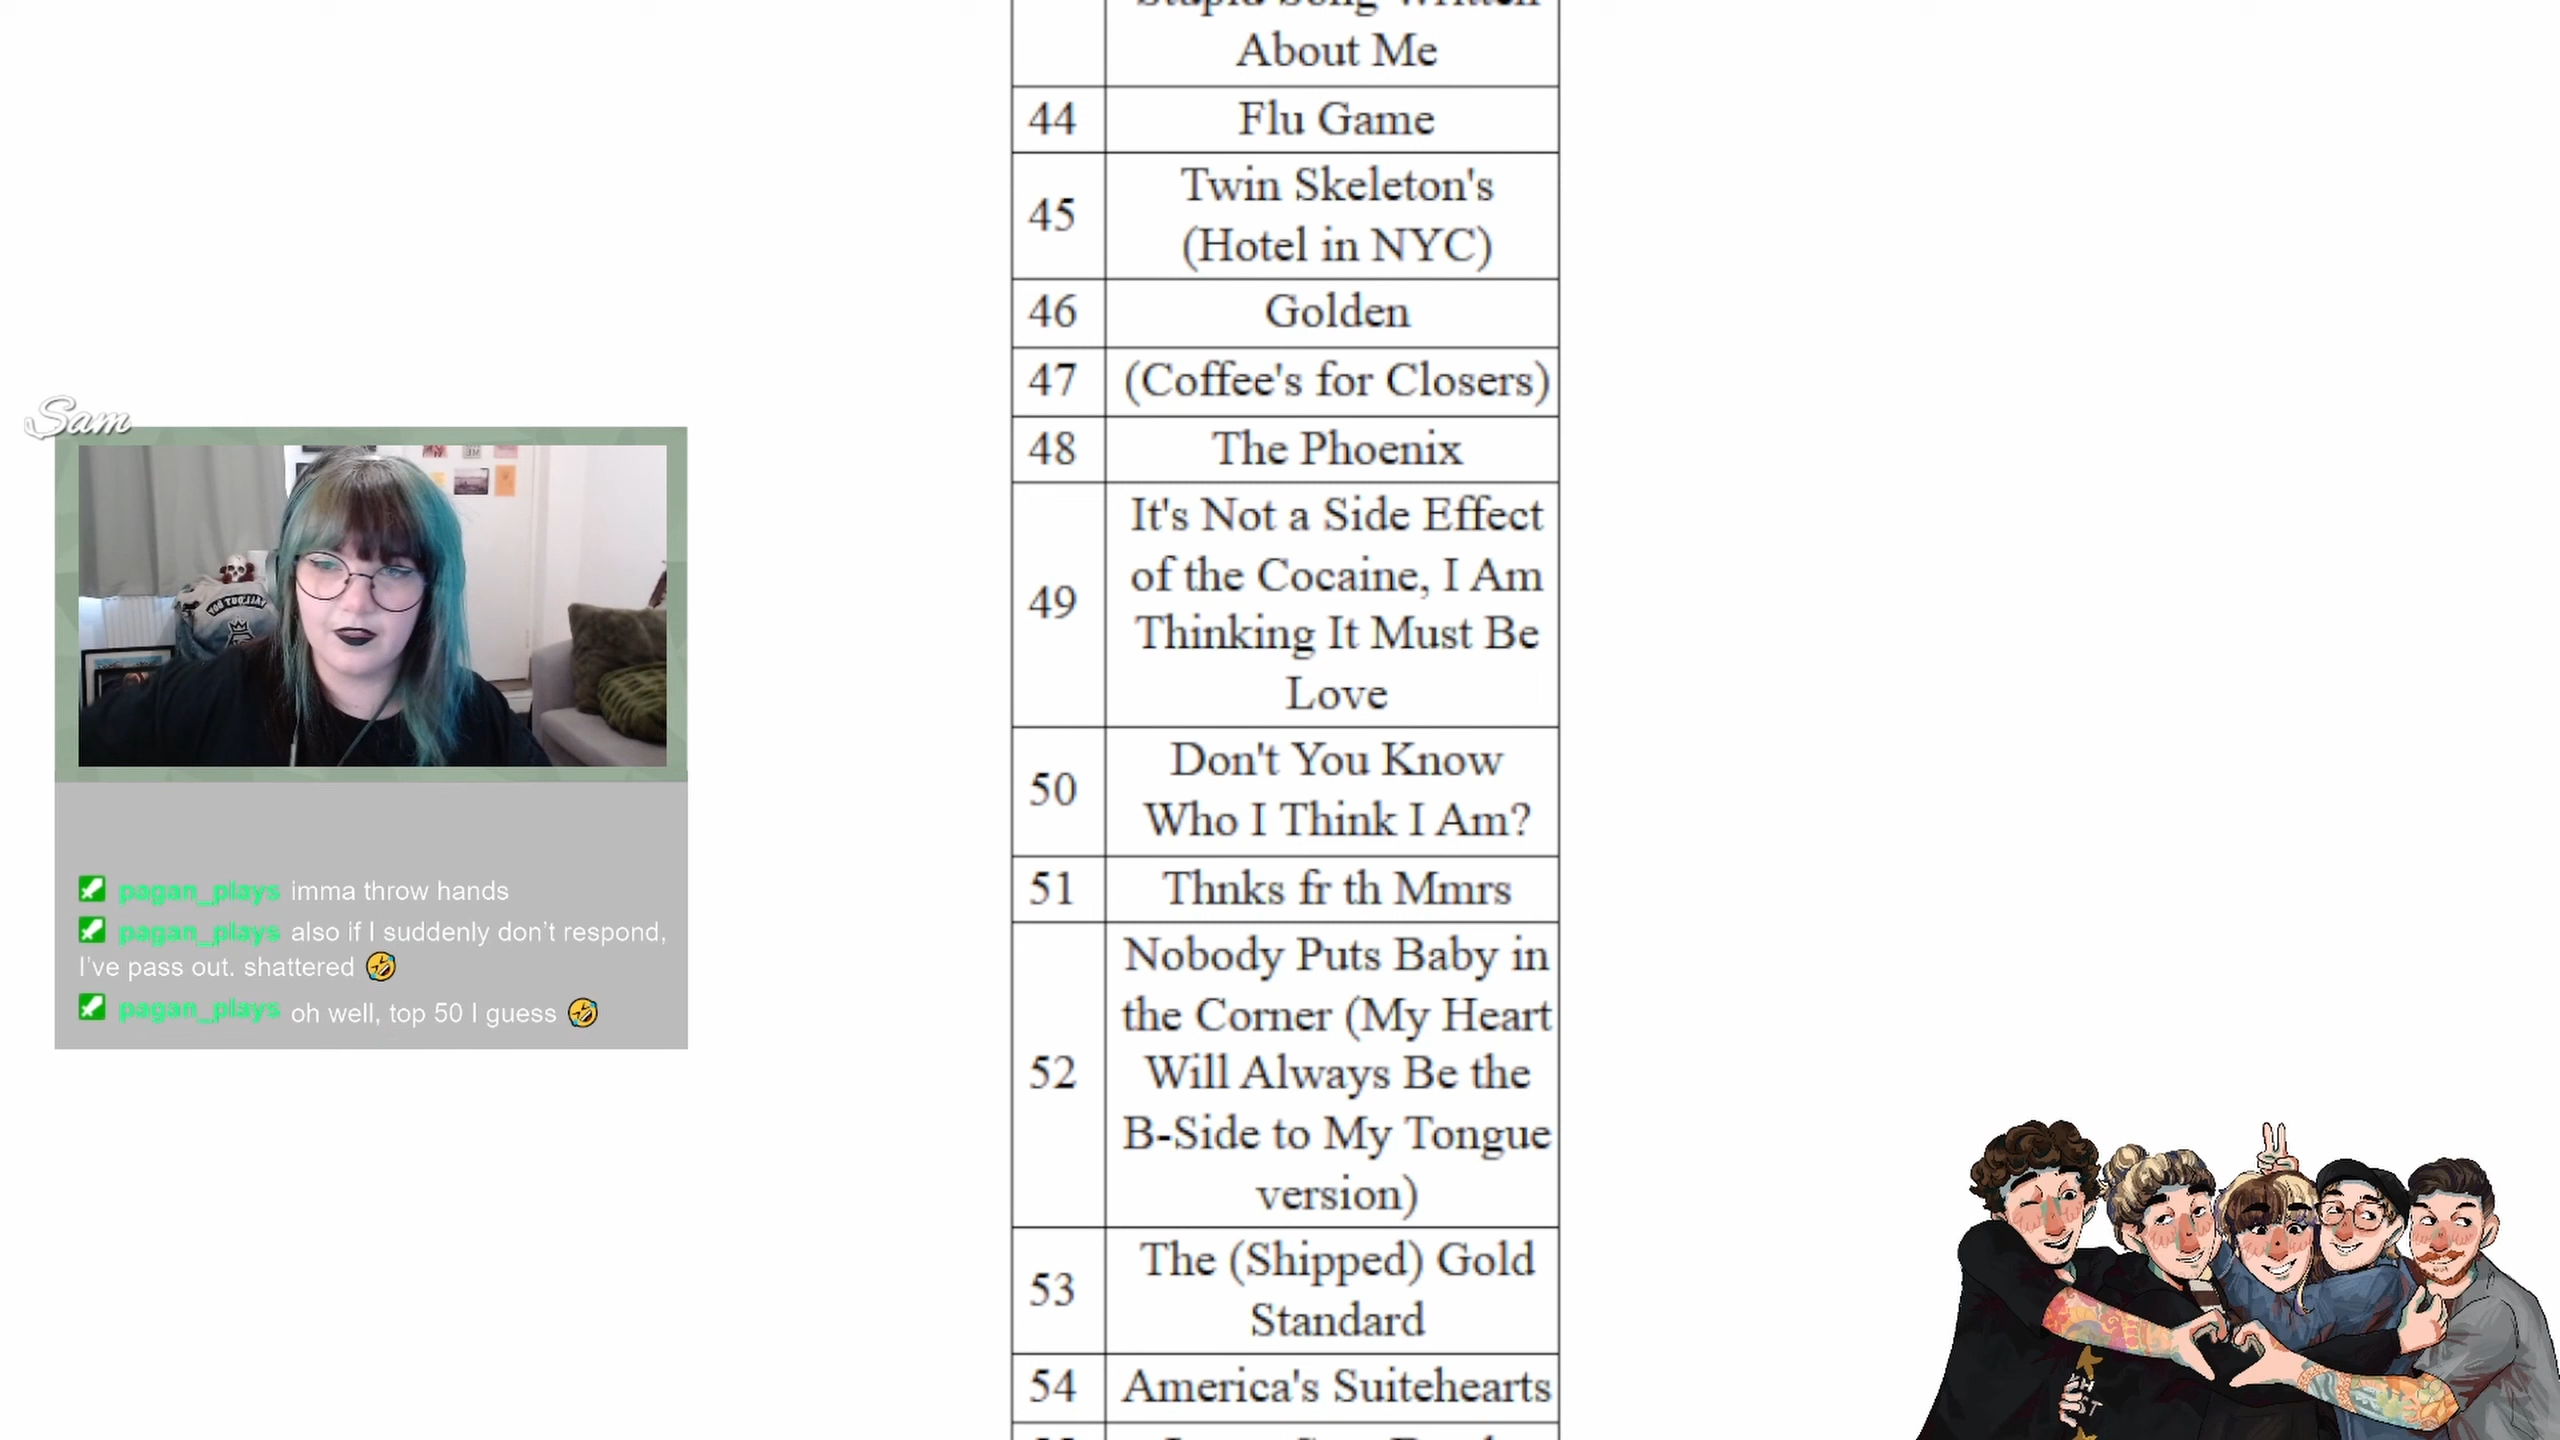 Stupid Song Written
About Me
44
Flu Game
45
Twin Skeleton's
(Hotel in NYC)
46
Golden
47
(Coffee's for Closers)
48
The Phoenix
49
It's Not a Side Effect
of the Cocaine, I Am
Thinking It Must Be
Love
50
Don't You Know
Who I Think I Am?
51
Thnks fr th Mmrs
52
Nobody Puts Baby in
the Corner (My Heart
Will Always Be the
B-Side to My Tongue
version)
53
The (Shipped) Gold
Standard
54
America's Suitehearts
Sam
pagan_plays imma throw hands
pagan_plays also if I suddenly don't respond,
I've pass out. shattered 🤣
pagan_plays oh well, top 50 I guess 🤣